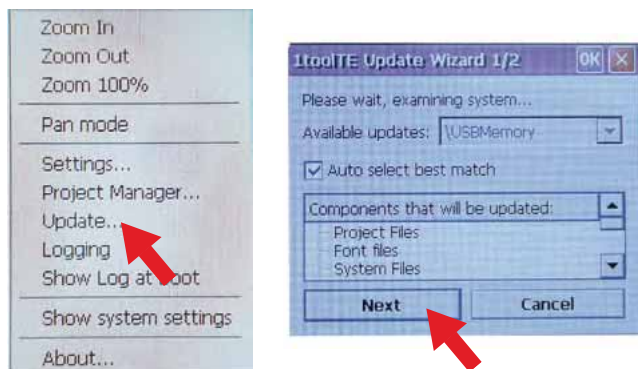 Zoom In
Zoom Out
Zoom 100%
Pan mode
Settings...
Project Manager...
Update...
Logging
Show Log at boot
Show system settings
About...
1toolTE Update Wizard 1/2 OK
Please wait, examining system...
Available updates: \USBMemory
Auto select best match
Components that will be updated:
Project Files
Font files
System Files
Next Cancel